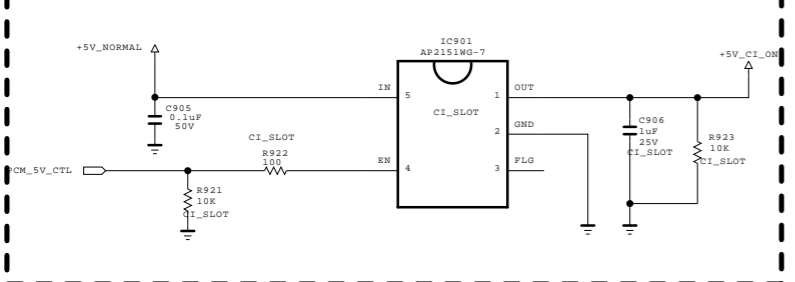 +5V_NORMAL
IC901
AP2151WG-7
+5V_CI_ON
IN
5
1
OUT
C905
0.1uF
50V
CI_SLOT
2
GND
C906
1uF
25V
CI_SLOT
R923
10K
CI_SLOT
CI_SLOT
R922
100
EN
4
3
FLG
PCM_5V_CTL
R921
10K
CI_SLOT